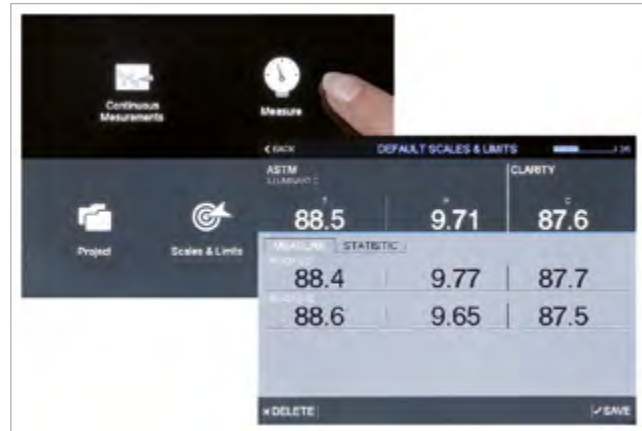 Continuous
Mesurements
Measure
Project
Scales & Limits
< BACK
DEFAULT SCALES & LIMITS
ASTM
CLARITY
T
H
C
88.5 9.71 87.6
MEASURE STATISTIC
88.4 9.77 87.7
88.6 9.65 87.5
× DELETE
✓ SAVE